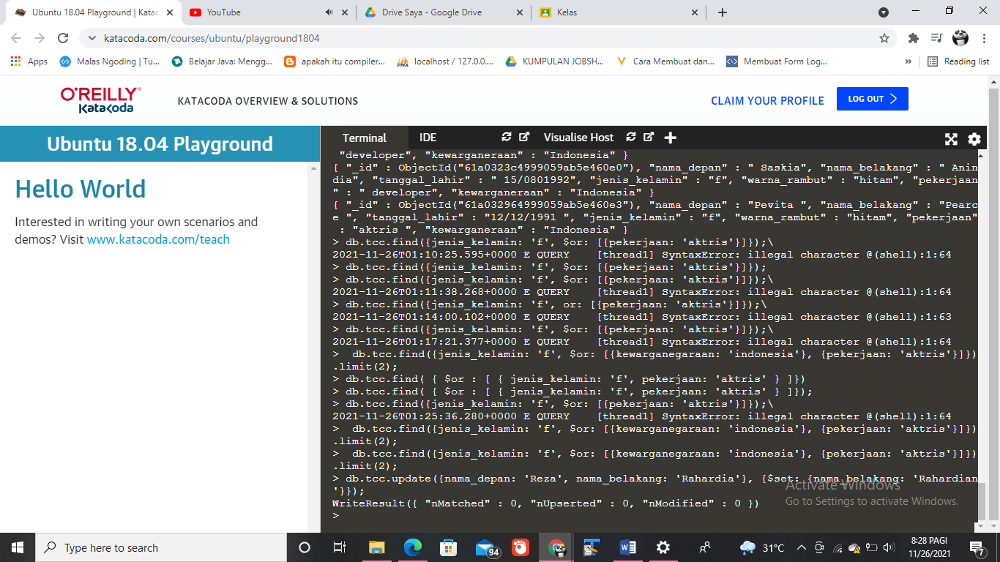 Ubuntu 18.04 Playground | Katac
YouTube
Drive Saya - Google Drive
Kelas
katacoda.com/courses/ubuntu/playground1804
Apps
Malas Ngoding | Tu...
Belajar Java: Mengg...
apakah itu compiler...
localhost / 127.0.0....
KUMPULAN JOBSH...
Cara Membuat dan...
Membuat Form Log...
»
Reading list
O'REILLY®
Katacoda
KATACODA OVERVIEW & SOLUTIONS
CLAIM YOUR PROFILE
LOG OUT
Ubuntu 18.04 Playground
Hello World
Interested in writing your own scenarios and
demos? Visit www.katacoda.com/teach
Terminal
IDE
Visualise Host
"developer", "kewarganeraan" : "Indonesia" }
{ "_id" : ObjectId("61a0323c4999059ab5e460e0"), "nama_depan" : " Saskia", "nama_belakang" : " Anin
dia", "tanggal_lahir" : " 15/0801992", "jenis_kelamin" : "f", "warna_rambut" : "hitam", "pekerjaan
" : " developer", "kewarganeraan" : "Indonesia" }
{ "_id" : ObjectId("61a032964999059ab5e460e3"), "nama_depan" : "Pevita ", "nama_belakang" : "Pearc
e ", "tanggal_lahir" : "12/12/1991 ", "jenis_kelamin" : "f", "warna_rambut" : "hitam", "pekerjaan"
: "aktris ", "kewarganeraan" : "Indonesia" }
> db.tcc.find({jenis_kelamin: 'f', $or: [{pekerjaan: 'aktris'}]});\
2021-11-26T01:10:25.595+0000 E QUERY    [thread1] SyntaxError: illegal character @(shell):1:64
> db.tcc.find({jenis_kelamin: 'f', $or: [{pekerjaan: 'aktris'}]});
> db.tcc.find({jenis_kelamin: 'f', $or: [{pekerjaan: 'aktris'}]});\
2021-11-26T01:11:38.268+0000 E QUERY    [thread1] SyntaxError: illegal character @(shell):1:64
> db.tcc.find({jenis_kelamin: 'f', or: [{pekerjaan: 'aktris'}]});\
2021-11-26T01:14:00.102+0000 E QUERY    [thread1] SyntaxError: illegal character @(shell):1:63
> db.tcc.find({jenis_kelamin: 'f', $or: [{pekerjaan: 'aktris'}]});\
2021-11-26T01:17:21.377+0000 E QUERY    [thread1] SyntaxError: illegal character @(shell):1:64
>  db.tcc.find({jenis_kelamin: 'f', $or: [{kewarganegaraan: 'indonesia'}, {pekerjaan: 'aktris'}]})
.limit(2);
> db.tcc.find( { $or : [ { jenis_kelamin: 'f', pekerjaan: 'aktris' } ]})
> db.tcc.find( { $or : [ { jenis_kelamin: 'f', pekerjaan: 'aktris' } ]});
> db.tcc.find({jenis_kelamin: 'f', $or: [{pekerjaan: 'aktris'}]});\
2021-11-26T01:25:36.280+0000 E QUERY    [thread1] SyntaxError: illegal character @(shell):1:64
>  db.tcc.find({jenis_kelamin: 'f', $or: [{kewarganegaraan: 'indonesia'}, {pekerjaan: 'aktris'}]})
.limit(2);
>  db.tcc.find({jenis_kelamin: 'f', $or: [{kewarganegaraan: 'indonesia'}, {pekerjaan: 'aktris'}]})
.limit(2);
> db.tcc.update({nama_depan: 'Reza', nama_belakang: 'Rahardia'}, {$set: {nama_belakang: 'Rahardian
'}});
WriteResult({ "nMatched" : 0, "nUpserted" : 0, "nModified" : 0 })
>
Activate Windows
Go to Settings to activate Windows.
Type here to search
94
31°C
8:28 PAGI
11/26/2021
7